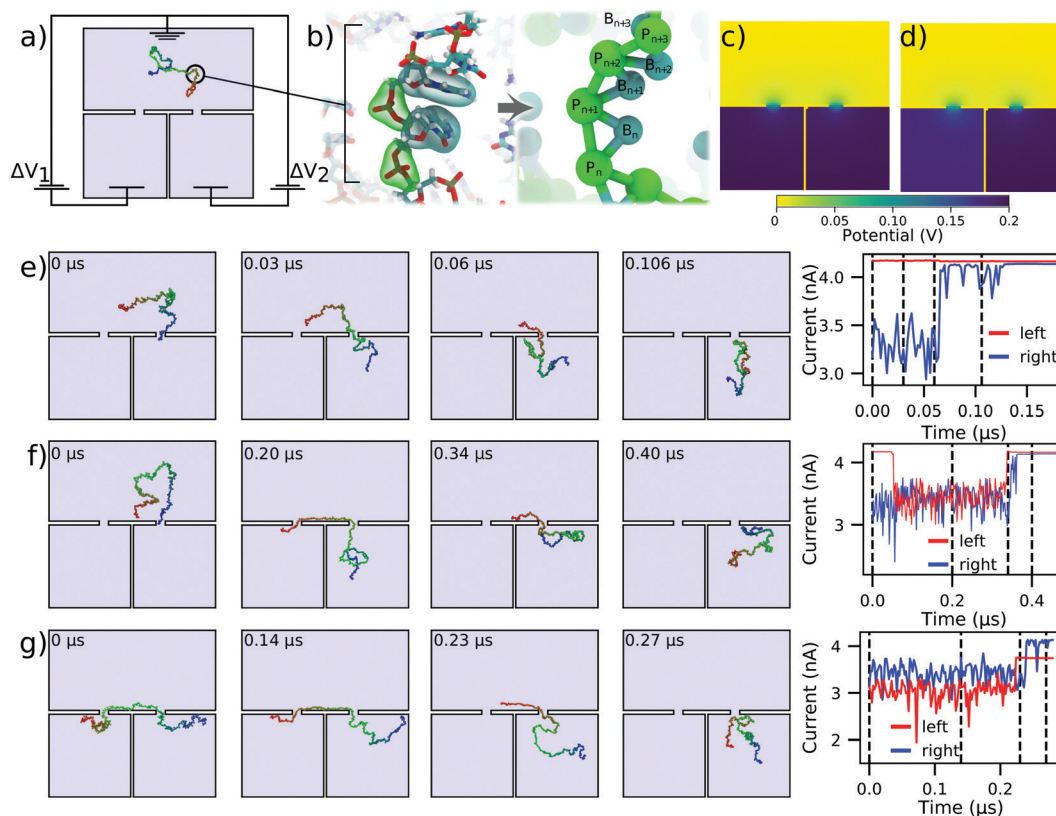 a)
ΔV1
ΔV2
b)
Bn+3
Pn+3
Pn+2
Bn+2
Bn+1
Pn+1
Bn
Pn
c)
d)
0 0.05 0.10 0.15 0.2
Potential (V)
e)
0 μs
0.03 μs
0.06 μs
0.106 μs
Current (nA)
4.0
3.5
3.0
left
right
0.00 0.05 0.10 0.15
Time (μs)
f)
0 μs
0.20 μs
0.34 μs
0.40 μs
Current (nA)
4
3
left
right
0.0 0.2 0.4
Time (μs)
g)
0 μs
0.14 μs
0.23 μs
0.27 μs
Current (nA)
4
3
2
left
right
0.0 0.1 0.2
Time (μs)